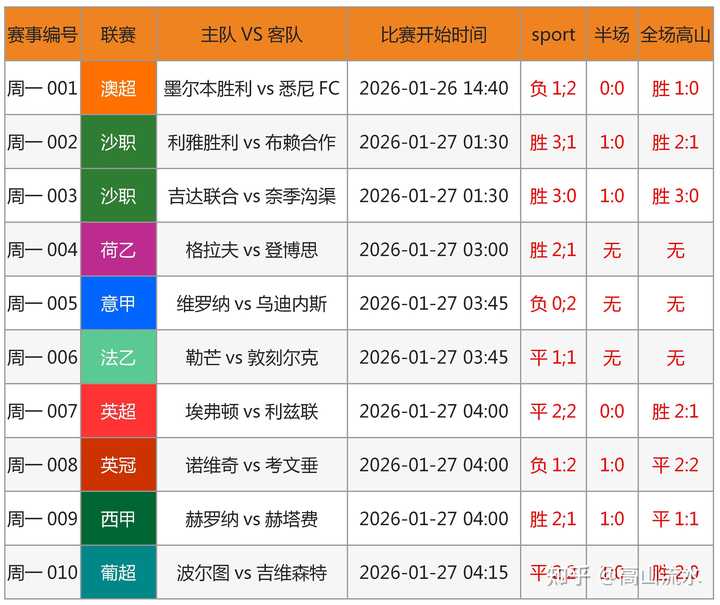 赛事编号 联赛 主队 VS 客队 比赛开始时间 sport 半场 全场高山
周一 001 澳超 墨尔本胜利 vs 悉尼 FC 2026-01-26 14:40 负 1;2 0:0 胜 1:0
周一 002 沙职 利雅胜利 vs 布赖合作 2026-01-27 01:30 胜 3;1 1:0 胜 2:1
周一 003 沙职 吉达联合 vs 奈季沟渠 2026-01-27 01:30 胜 3:0 1:0 胜 3:0
周一 004 荷乙 格拉夫 vs 登博思 2026-01-27 03:00 胜 2;1 无 无
周一 005 意甲 维罗纳 vs 乌迪内斯 2026-01-27 03:45 负 0;2 无 无
周一 006 法乙 勒芒 vs 敦刻尔克 2026-01-27 03:45 平 1;1 无 无
周一 007 英超 埃弗顿 vs 利兹联 2026-01-27 04:00 平 2;2 0:0 胜 2:1
周一 008 英冠 诺维奇 vs 考文垂 2026-01-27 04:00 负 1:2 1:0 平 2:2
周一 009 西甲 赫罗纳 vs 赫塔费 2026-01-27 04:00 胜 2;1 1:0 平 1:1
周一 010 葡超 波尔图 vs 吉维森特 2026-01-27 04:15 平 2:2 1:0 胜 2:0
知乎 @高山流水